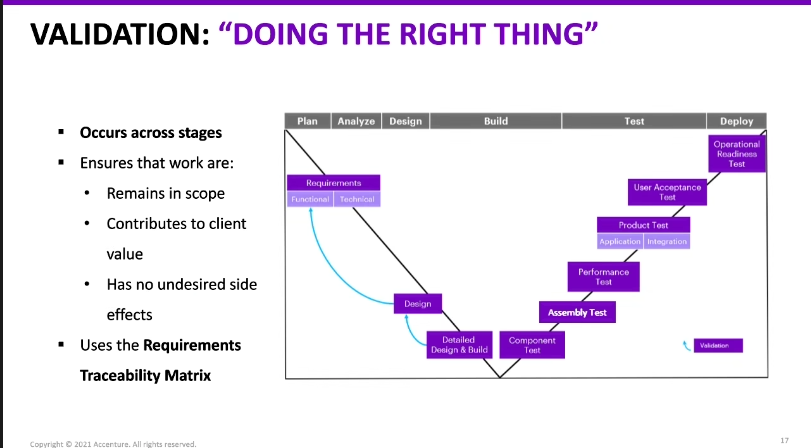 VALIDATION: “DOING THE RIGHT THING”
Occurs across stages
Ensures that work are:
Remains in scope
Contributes to client
value
Has no undesired side
effects
Uses the Requirements
Traceability Matrix
Plan
Analyze
Design
Build
Test
Deploy
Requirements
Functional
Technical
Design
Detailed
Design & Build
Component
Test
Assembly Test
Performance
Test
Product Test
Application
Integration
User Acceptance
Test
Operational
Readiness
Test
Validation
Copyright © 2021 Accenture. All rights reserved.
17